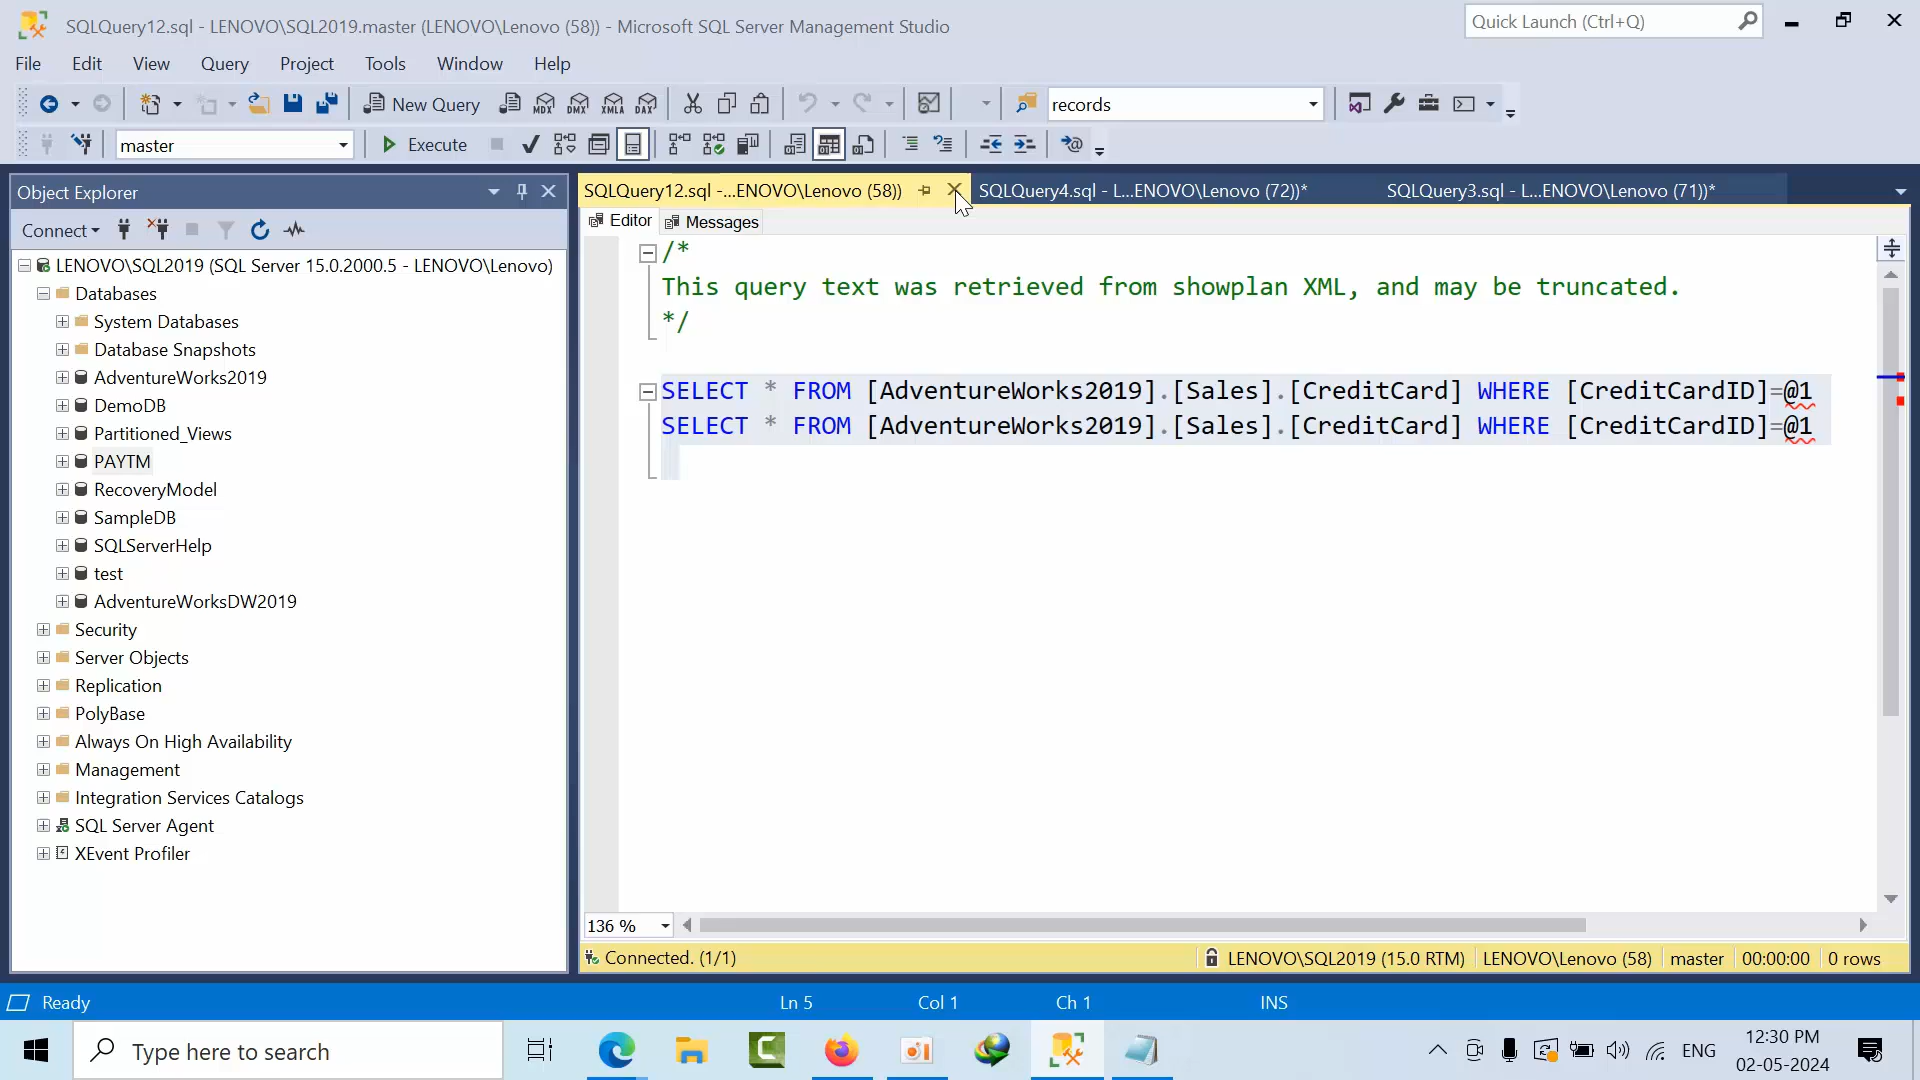 SQLQuery12.sql - LENOVO\SQL2019.master (LENOVO\Lenovo (58)) - Microsoft SQL Server Management Studio
Quick Launch (Ctrl+Q)
File Edit View Query Project Tools Window Help
New Query MDX DMX XMLA DAX records
master Execute
Object Explorer
SQLQuery12.sql -...ENOVO\Lenovo (58)) SQLQuery4.sql - L...ENOVO\Lenovo (72))* SQLQuery3.sql - L...ENOVO\Lenovo (71))*
Connect
Editor Messages
LENOVO\SQL2019 (SQL Server 15.0.2000.5 - LENOVO\Lenovo)
Databases
System Databases
Database Snapshots
AdventureWorks2019
DemoDB
Partitioned_Views
PAYTM
RecoveryModel
SampleDB
SQLServerHelp
test
AdventureWorksDW2019
Security
Server Objects
Replication
PolyBase
Always On High Availability
Management
Integration Services Catalogs
SQL Server Agent
XEvent Profiler
/*
This query text was retrieved from showplan XML, and may be truncated.
*/
SELECT * FROM [AdventureWorks2019].[Sales].[CreditCard] WHERE [CreditCardID]=@1
SELECT * FROM [AdventureWorks2019].[Sales].[CreditCard] WHERE [CreditCardID]=@1
136 %
Connected. (1/1) LENOVO\SQL2019 (15.0 RTM) LENOVO\Lenovo (58) master 00:00:00 0 rows
Ready Ln 5 Col 1 Ch 1 INS
Type here to search
ENG
12:30 PM
02-05-2024